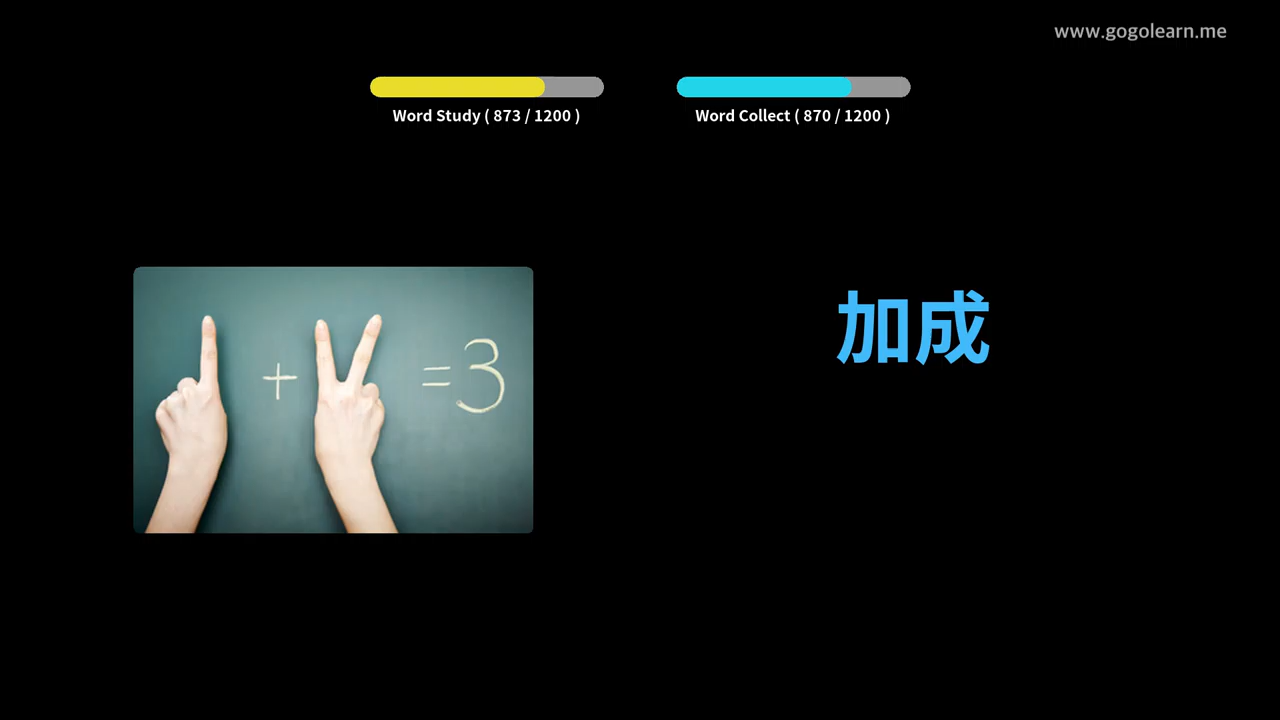 www.gogolearn.me
Word Study ( 873 / 1200 )
Word Collect ( 870 / 1200 )
+ =3
加成